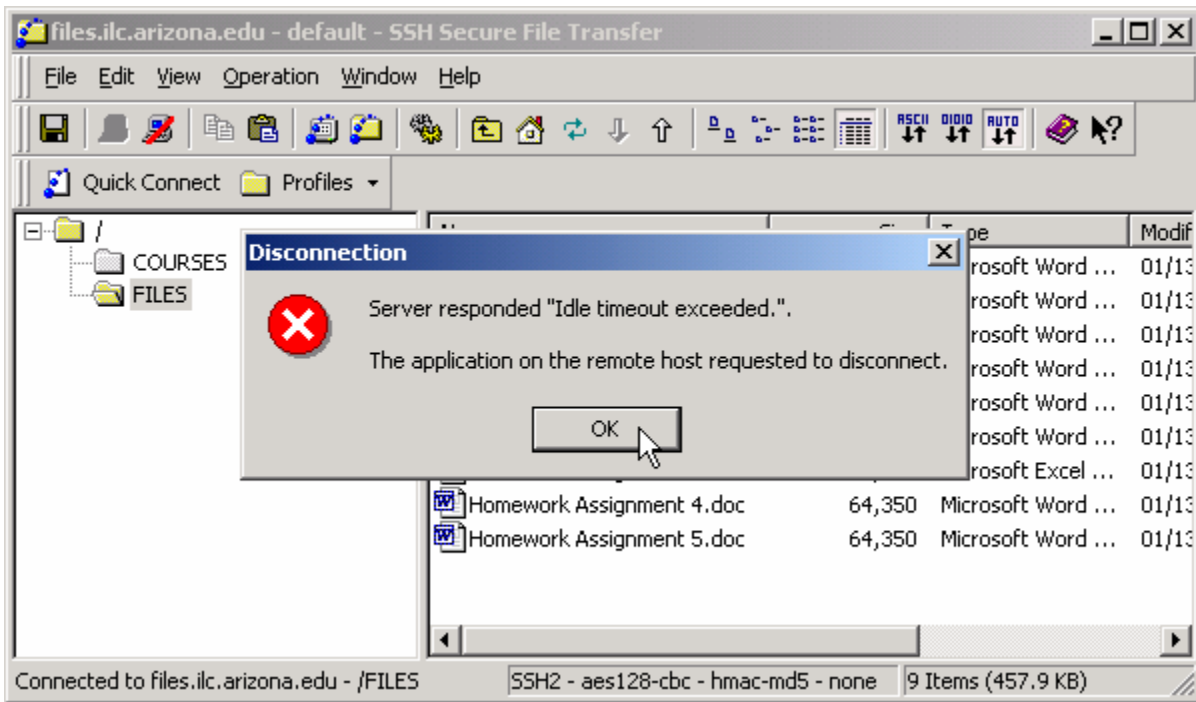 files.ilc.arizona.edu - default - SSH Secure File Transfer
File Edit View Operation Window Help
ASCII 01010 AUTO
Quick Connect Profiles
/ Modif
COURSES
FILES
Disconnection
Server responded "Idle timeout exceeded.".
The application on the remote host requested to disconnect.
OK
rosoft Word ... 01/13
rosoft Word ... 01/13
rosoft Word ... 01/13
rosoft Word ... 01/13
rosoft Word ... 01/13
rosoft Word ... 01/13
rosoft Excel ... 01/13
Homework Assignment 4.doc 64,350 Microsoft Word ... 01/13
Homework Assignment 5.doc 64,350 Microsoft Word ... 01/13
Connected to files.ilc.arizona.edu - /FILES SSH2 - aes128-cbc - hmac-md5 - none 9 Items (457.9 KB)